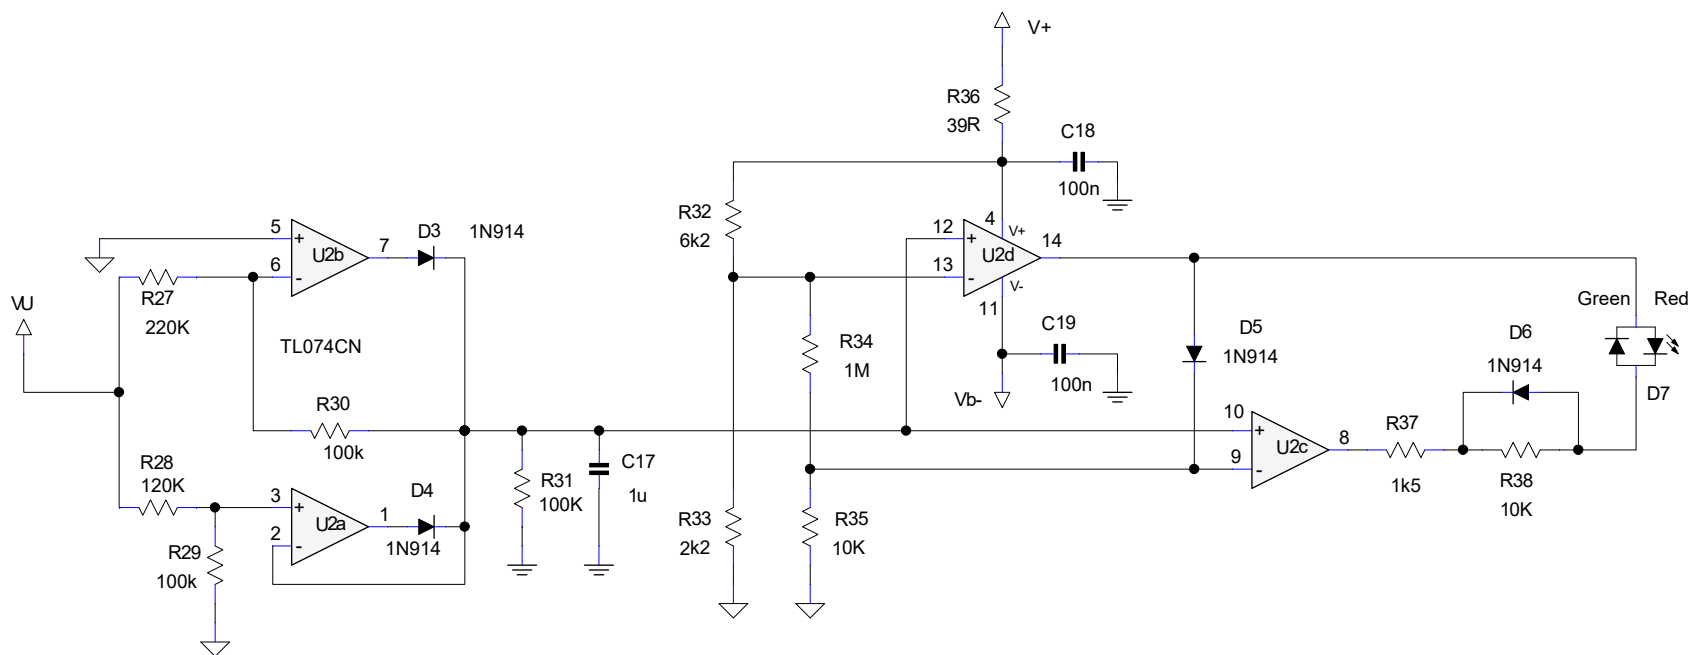 V+
R36
39R
C18
100n
R32
6k2
4
V+
12
+
U2d
14
13
-
V-
11
5
+
U2b
7
D3
1N914
6
-
R27
220K
VU
TL074CN
C19
100n
Vb-
R34
1M
D5
1N914
Green
Red
D6
1N914
D7
R30
100k
R28
120K
3
+
U2a
1
D4
1N914
2
-
R29
100k
R31
100K
C17
1u
10
+
U2c
8
9
-
R37
1k5
R38
10K
R33
2k2
R35
10K